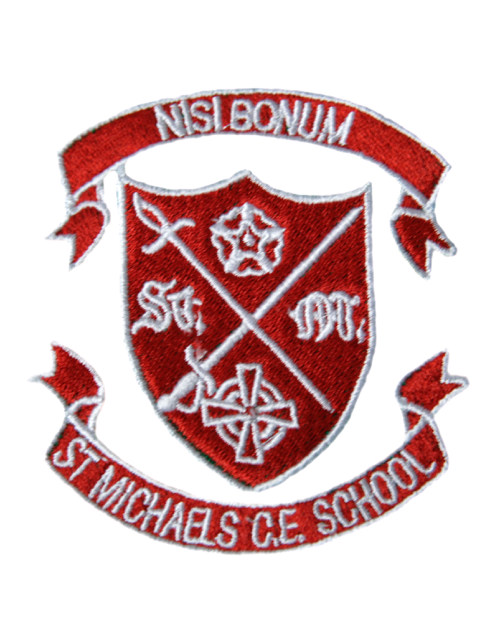 NISI BONUM
St. M.
ST MICHAELS C.E. SCHOOL